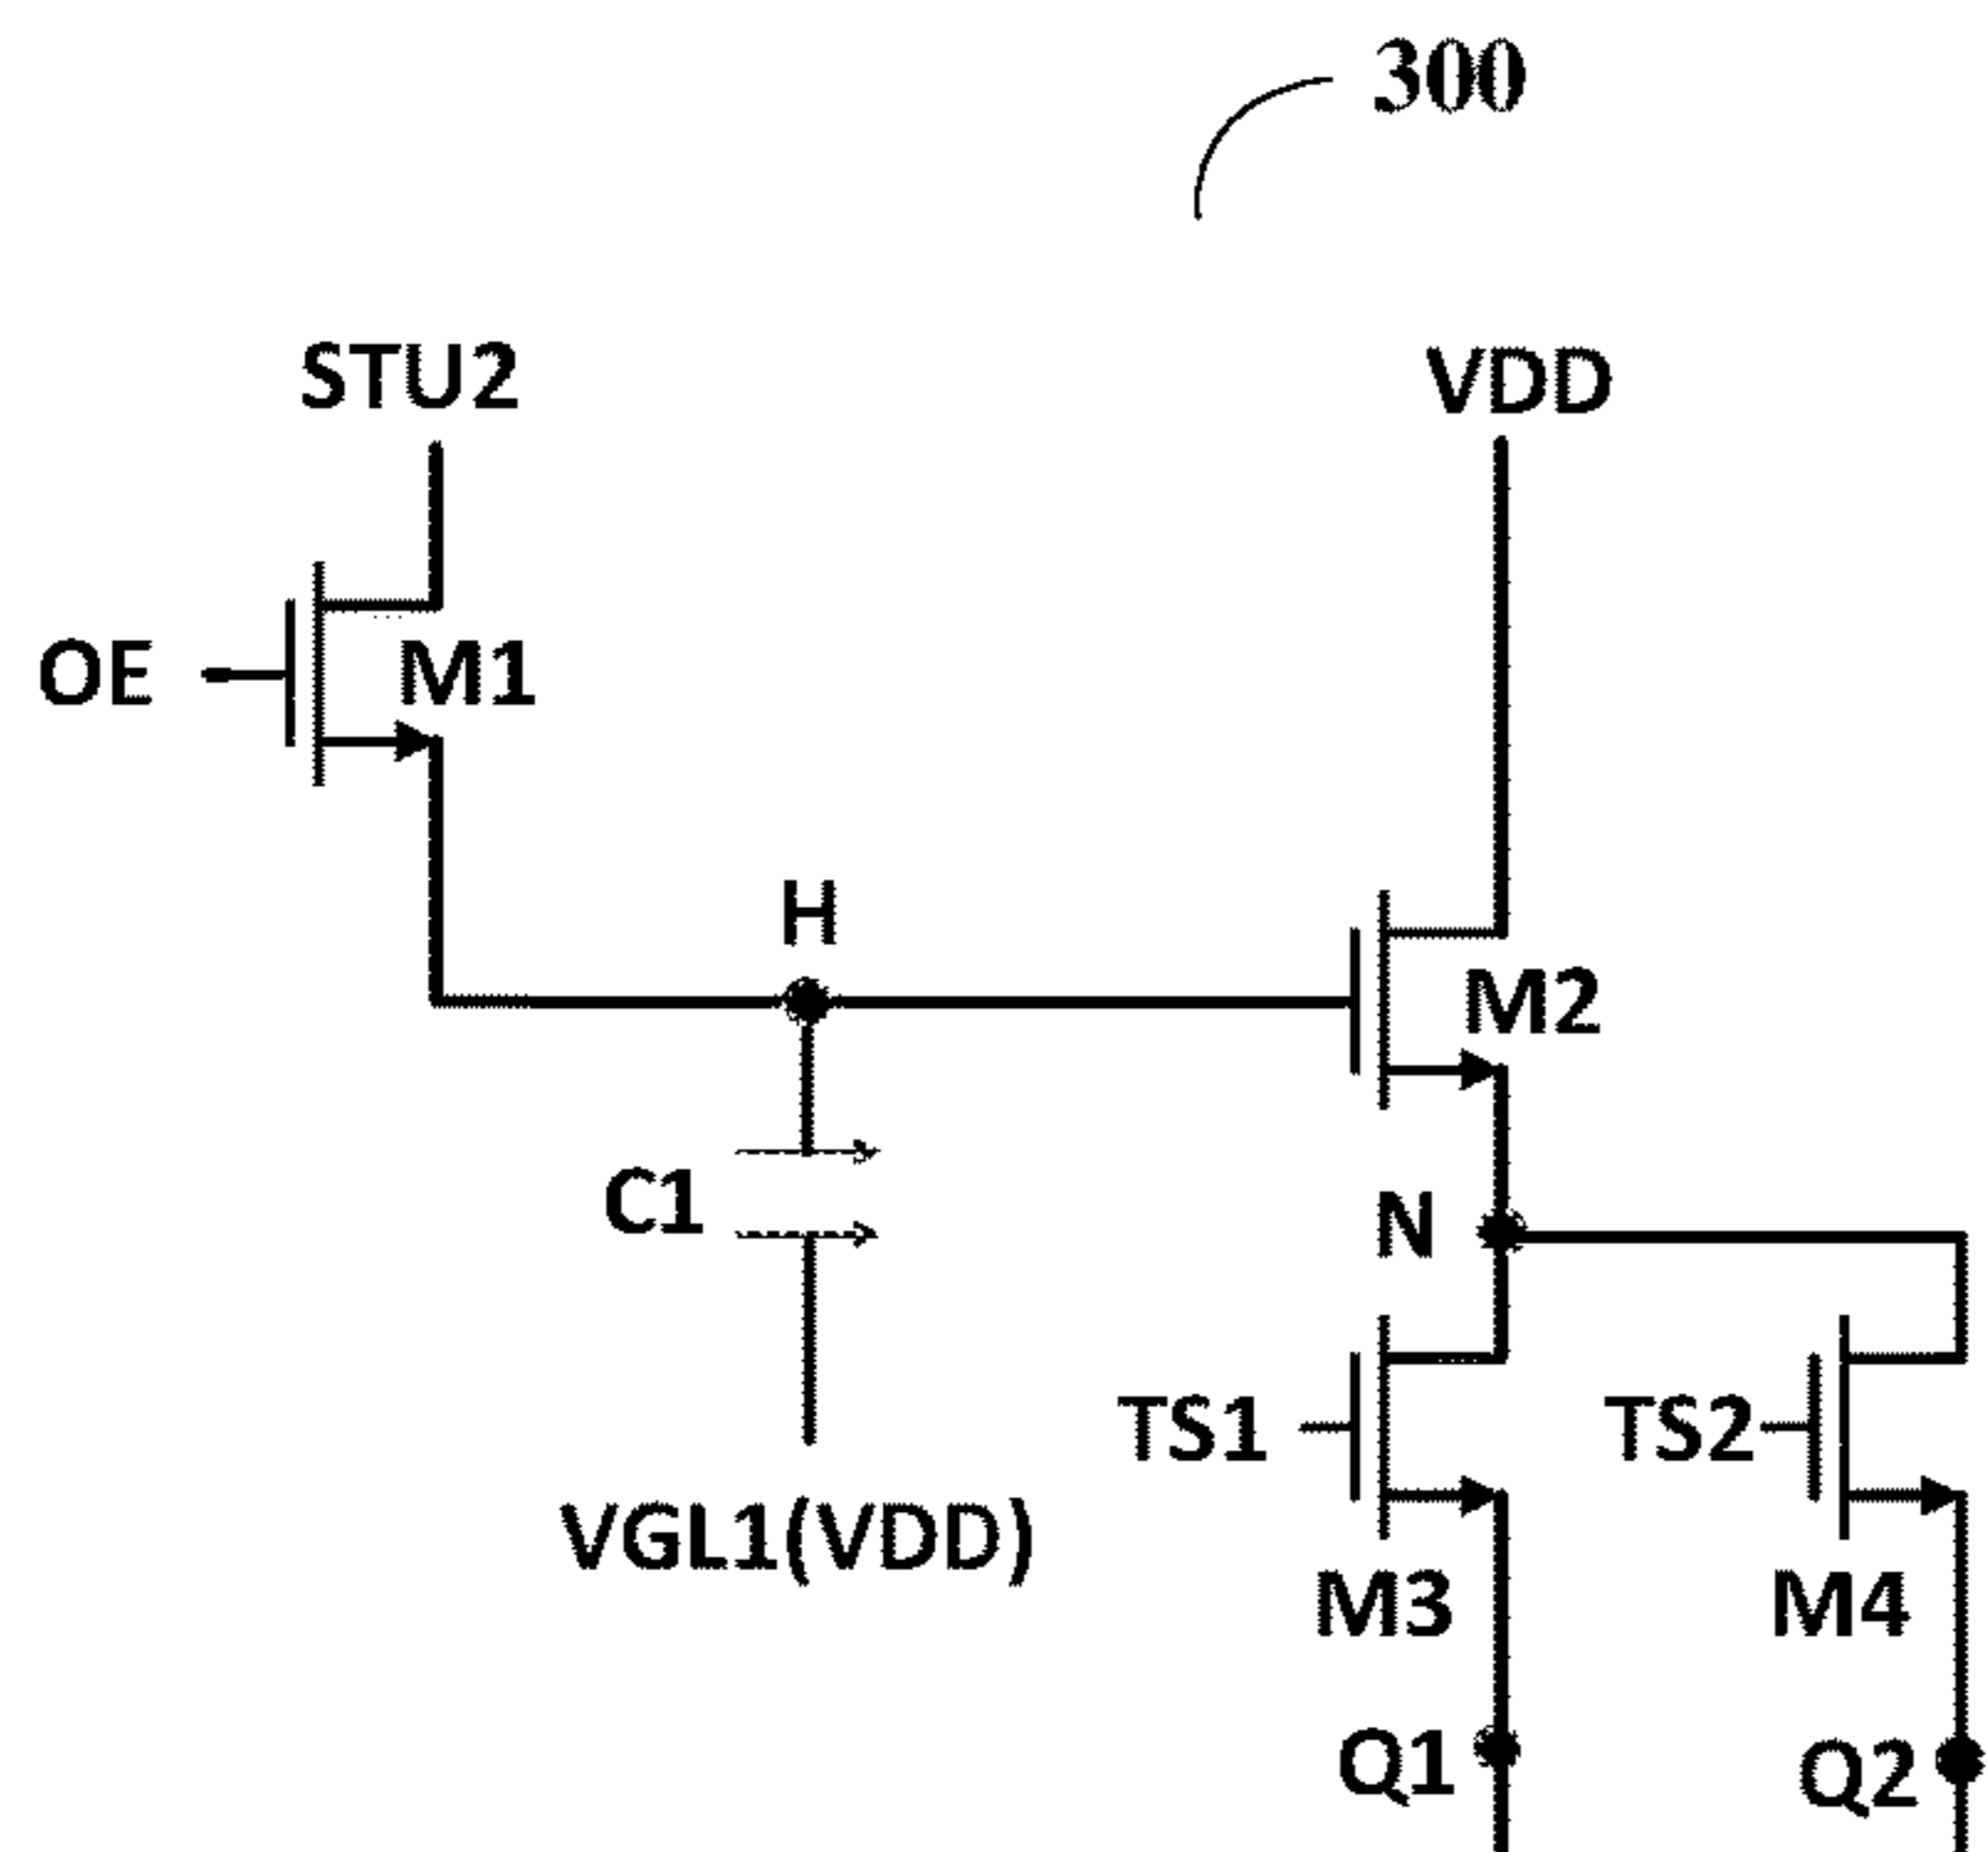 300
STU2
VDD
OE
M1
H
M2
C1
N
TS1
TS2
VGL1(VDD)
M3
M4
Q1
Q2